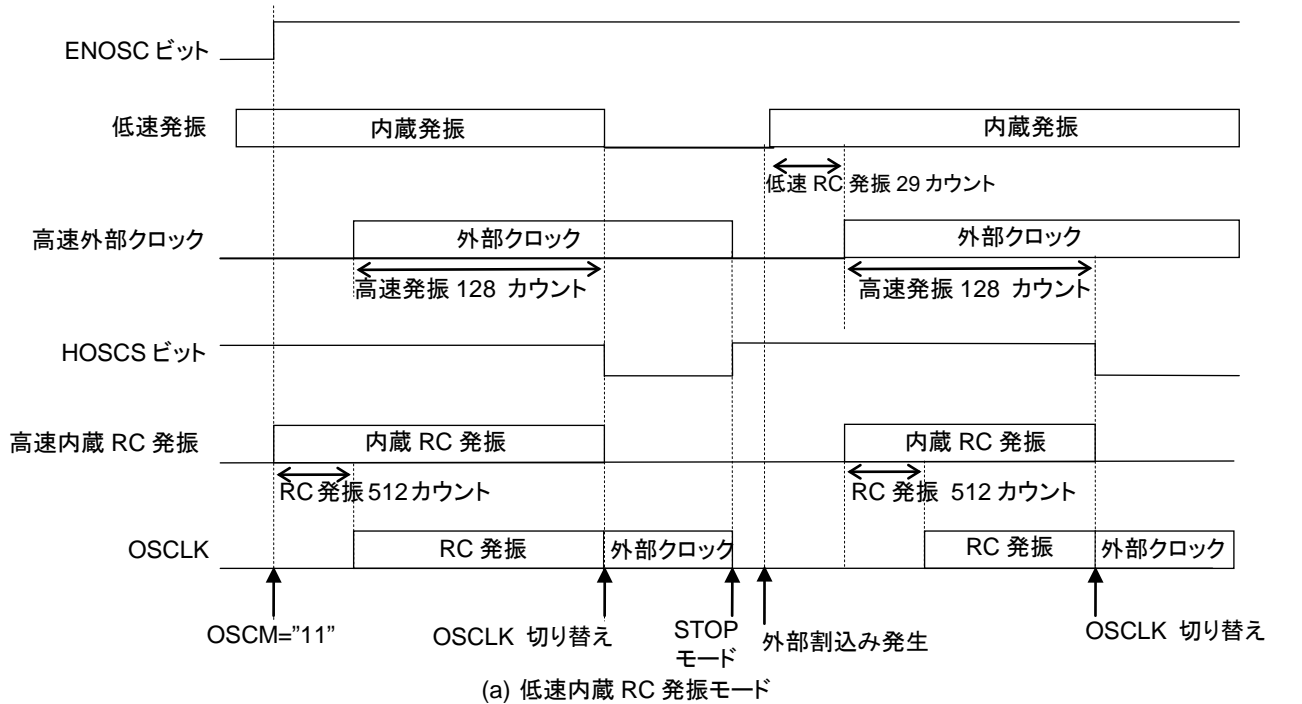 ENOSC ビット
低速発振
内蔵発振
内蔵発振
低速 RC 発振 29 カウント
高速外部クロック
外部クロック
外部クロック
高速発振 128 カウント
高速発振 128 カウント
HOSCS ビット
高速内蔵 RC 発振
内蔵 RC 発振
内蔵 RC 発振
RC 発振 512 カウント
RC 発振 512 カウント
OSCLK
RC 発振
外部クロック
RC 発振
外部クロック
OSCM=”11”
OSCLK 切り替え
STOP
モード
外部割込み発生
OSCLK 切り替え
(a) 低速内蔵 RC 発振モード